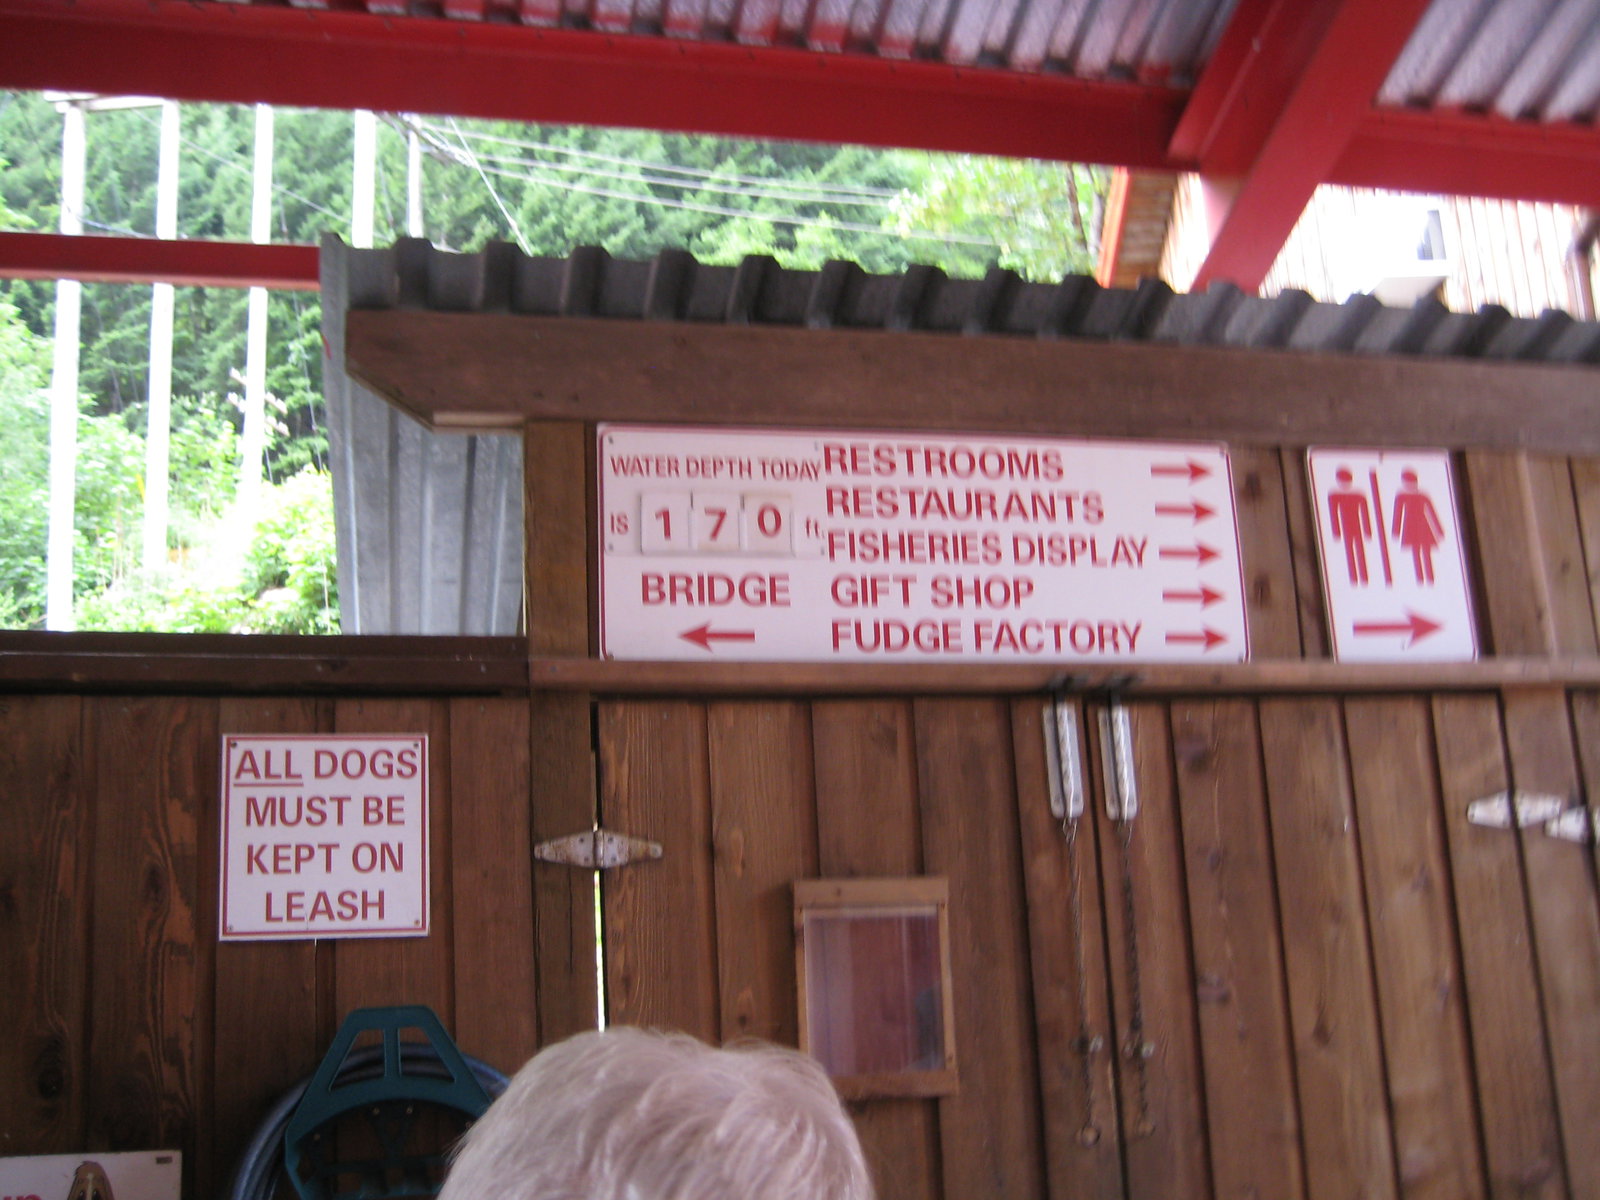 WATER DEPTH TODAY
IS 170 ft.
BRIDGE
RESTROOMS
RESTAURANTS
FISHERIES DISPLAY
GIFT SHOP
FUDGE FACTORY
ALL DOGS
MUST BE
KEPT ON
LEASH